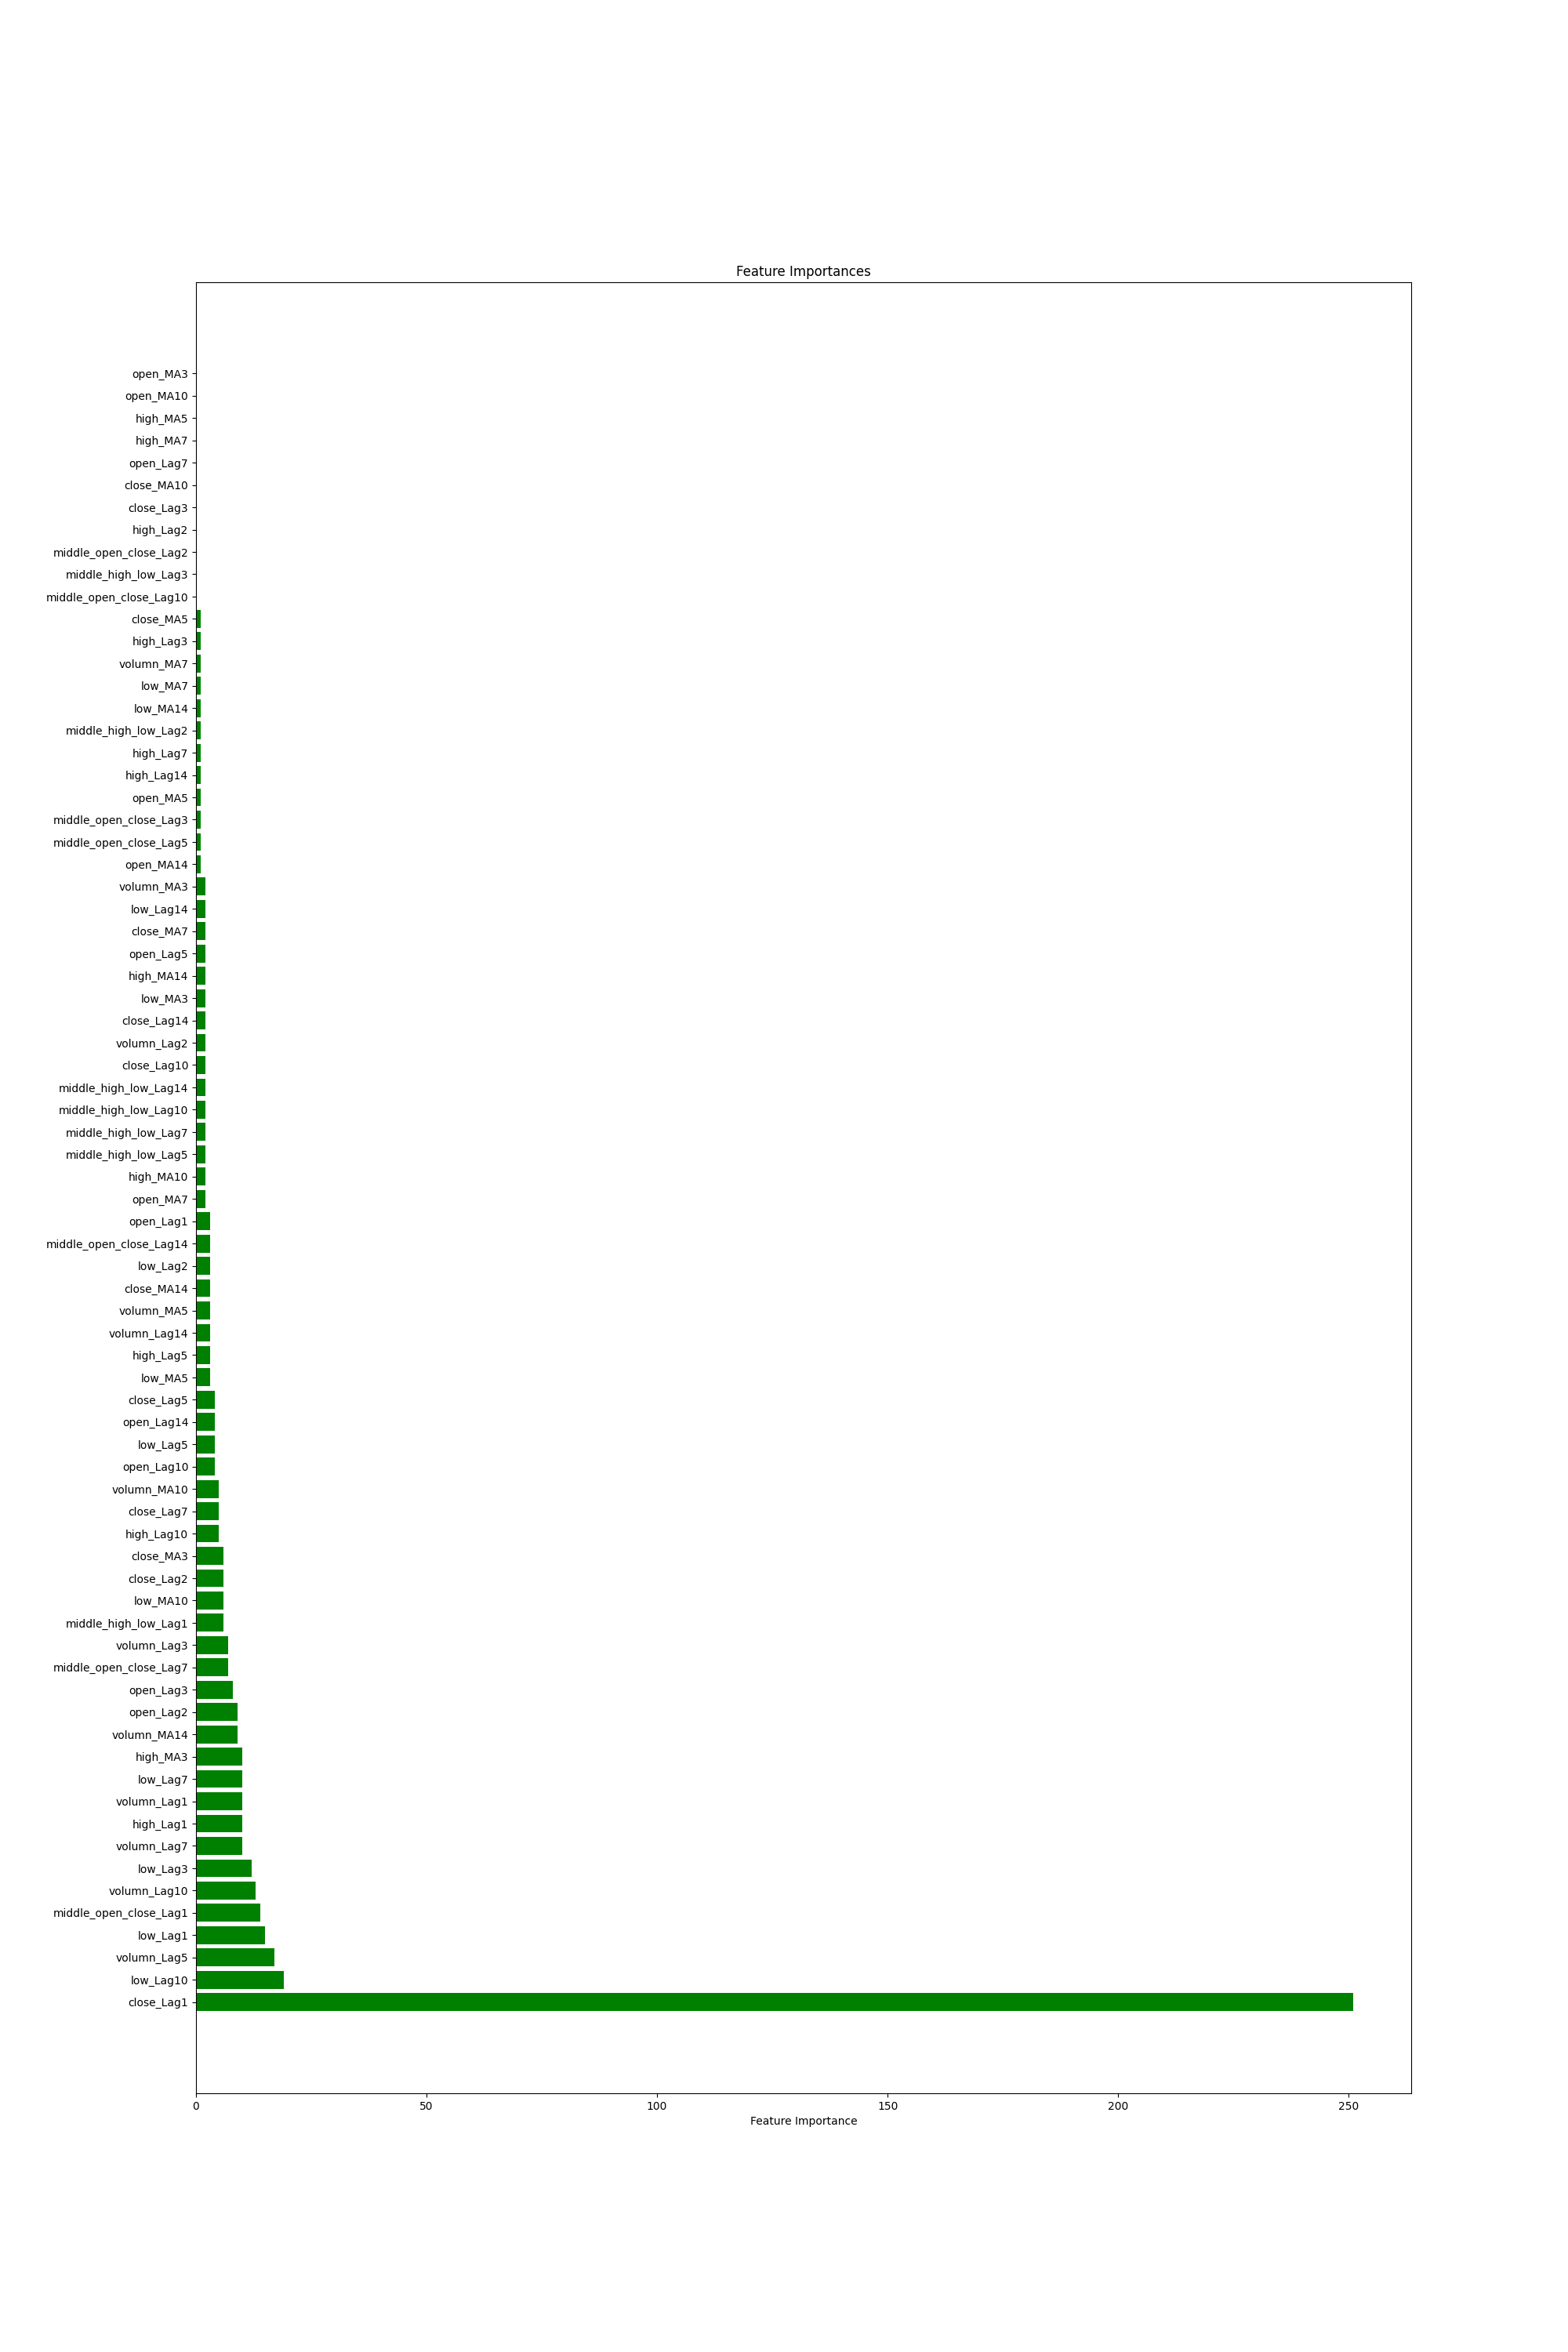 Feature Importances
open_MA3
open_MA10
high_MA5
high_MA7
open_Lag7
close_MA10
close_Lag3
high_Lag2
middle_open_close_Lag2
middle_high_low_Lag3
middle_open_close_Lag10
close_MA5
high_Lag3
volumn_MA7
low_MA7
low_MA14
middle_high_low_Lag2
high_Lag7
high_Lag14
open_MA5
middle_open_close_Lag3
middle_open_close_Lag5
open_MA14
volumn_MA3
low_Lag14
close_MA7
open_Lag5
high_MA14
low_MA3
close_Lag14
volumn_Lag2
close_Lag10
middle_high_low_Lag14
middle_high_low_Lag10
middle_high_low_Lag7
middle_high_low_Lag5
high_MA10
open_MA7
open_Lag1
middle_open_close_Lag14
low_Lag2
close_MA14
volumn_MA5
volumn_Lag14
high_Lag5
low_MA5
close_Lag5
open_Lag14
low_Lag5
open_Lag10
volumn_MA10
close_Lag7
high_Lag10
close_MA3
close_Lag2
low_MA10
middle_high_low_Lag1
volumn_Lag3
middle_open_close_Lag7
open_Lag3
open_Lag2
volumn_MA14
high_MA3
low_Lag7
volumn_Lag1
high_Lag1
volumn_Lag7
low_Lag3
volumn_Lag10
middle_open_close_Lag1
low_Lag1
volumn_Lag5
low_Lag10
close_Lag1
0 50 100 150 200 250
Feature Importance